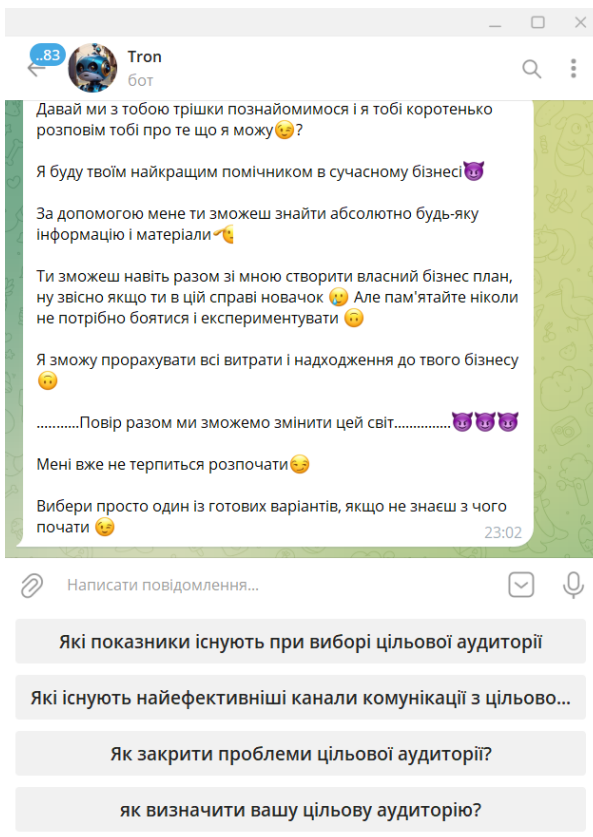 ..83
Tron
бот
Давай ми з тобою трішки познайомимося і я тобі коротенько
розповім тобі про те що я можу😉?
Я буду твоїм найкращим помічником в сучасному бізнесі😈
За допомогою мене ти зможеш знайти абсолютно будь-яку
інформацію і матеріали🫡
Ти зможеш навіть разом зі мною створити власний бізнес план,
ну звісно якщо ти в цій справі новачок 🥲 Але пам'ятайте ніколи
не потрібно боятися і експериментувати 🙃
Я зможу прорахувати всі витрати і надходження до твого бізнесу
🙃
...........Повір разом ми зможемо змінити цей світ...............😈😈😈
Мені вже не терпиться розпочати😏
Вибери просто один із готових варіантів, якщо не знаєш з чого
почати 😉
23:02
Написати повідомлення...
Які показники існують при виборі цільової аудиторії
Які існують найефективніші канали комунікації з цільово...
Як закрити проблеми цільової аудиторії?
як визначити вашу цільову аудиторію?